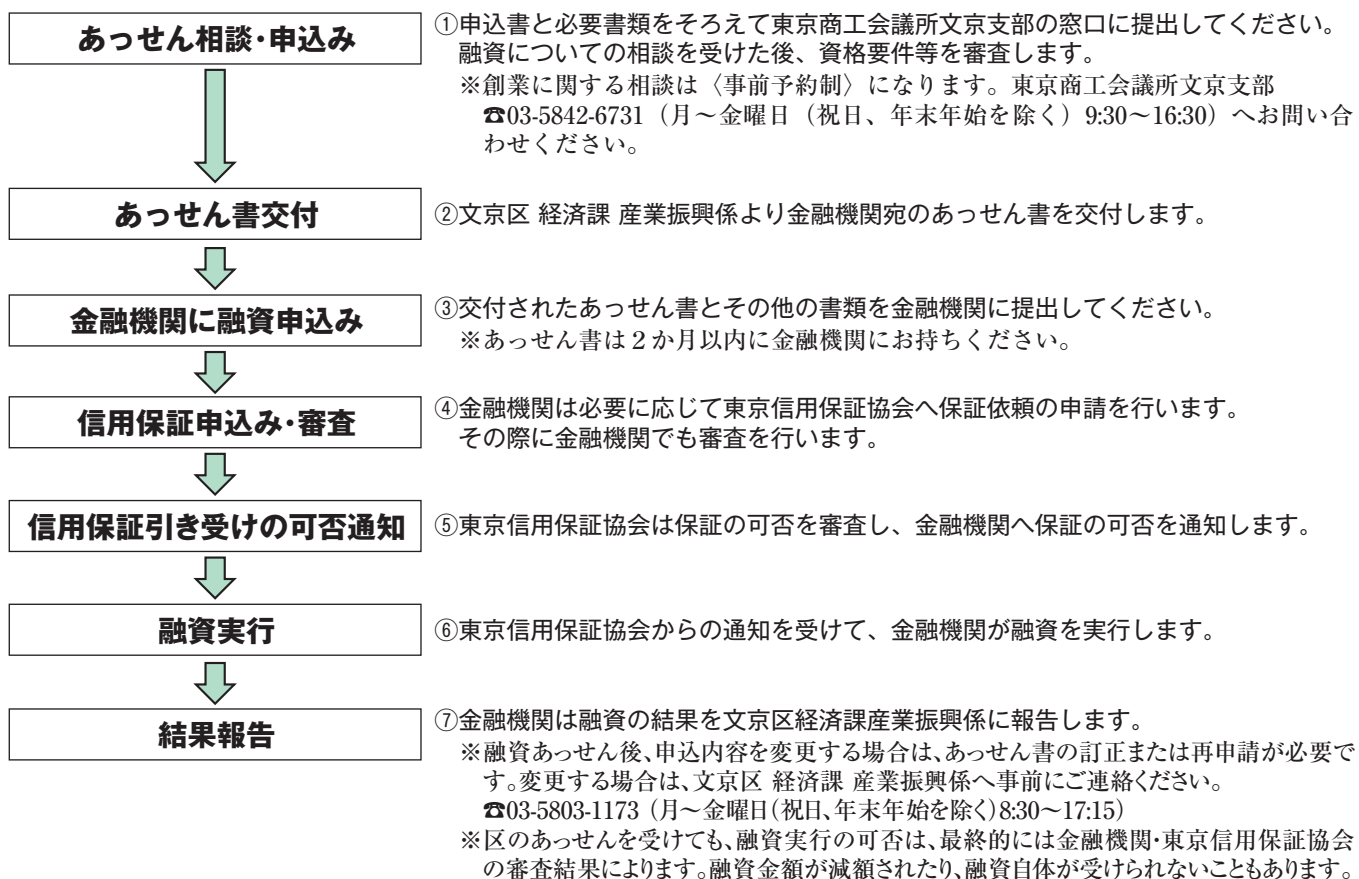 あっせん相談･申込み
①申込書と必要書類をそろえて東京商工会議所文京支部の窓口に提出してください。
融資についての相談を受けた後、資格要件等を審査します。
※創業に関する相談は〈事前予約制〉になります。東京商工会議所文京支部
☎03-5842-6731（月～金曜日（祝日、年末年始を除く）9:30～16:30）へお問い合
わせください。
あっせん書交付
②文京区 経済課 産業振興係より金融機関宛のあっせん書を交付します。
金融機関に融資申込み
③交付されたあっせん書とその他の書類を金融機関に提出してください。
※あっせん書は２か月以内に金融機関にお持ちください。
信用保証申込み･審査
④金融機関は必要に応じて東京信用保証協会へ保証依頼の申請を行います。
その際に金融機関でも審査を行います。
信用保証引き受けの可否通知
⑤東京信用保証協会は保証の可否を審査し、金融機関へ保証の可否を通知します。
融資実行
⑥東京信用保証協会からの通知を受けて、金融機関が融資を実行します。
結果報告
⑦金融機関は融資の結果を文京区経済課産業振興係に報告します。
※融資あっせん後、申込内容を変更する場合は、あっせん書の訂正または再申請が必要で
す。変更する場合は、文京区 経済課 産業振興係へ事前にご連絡ください。
☎03-5803-1173（月～金曜日（祝日、年末年始を除く）8:30～17:15）
※区のあっせんを受けても、融資実行の可否は、最終的には金融機関･東京信用保証協会
の審査結果によります。融資金額が減額されたり、融資自体が受けられないこともあります。